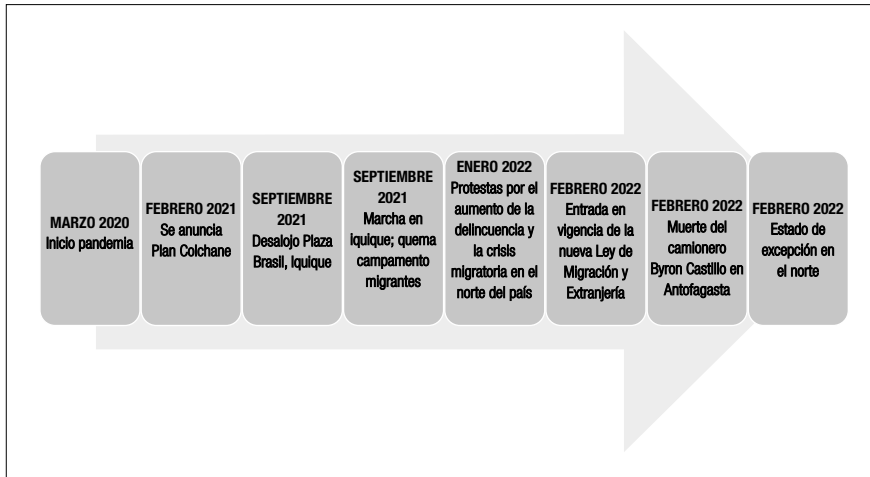 MARZO 2020
Inicio pandemia
FEBRERO 2021
Se anuncia
Plan Colchane
SEPTIEMBRE
2021
Desalojo Plaza
Brasil, Iquique
SEPTIEMBRE
2021
Marcha en
Iquique; quema
campamento
migrantes
ENERO 2022
Protestas por el
aumento de la
delincuencia y
la crisis
migratoria en el
norte del país
FEBRERO 2022
Entrada en
vigencia de la
nueva Ley de
Migración y
Extranjería
FEBRERO 2022
Muerte del
camionero
Byron Castillo en
Antofagasta
FEBRERO 2022
Estado de
excepción en
el norte